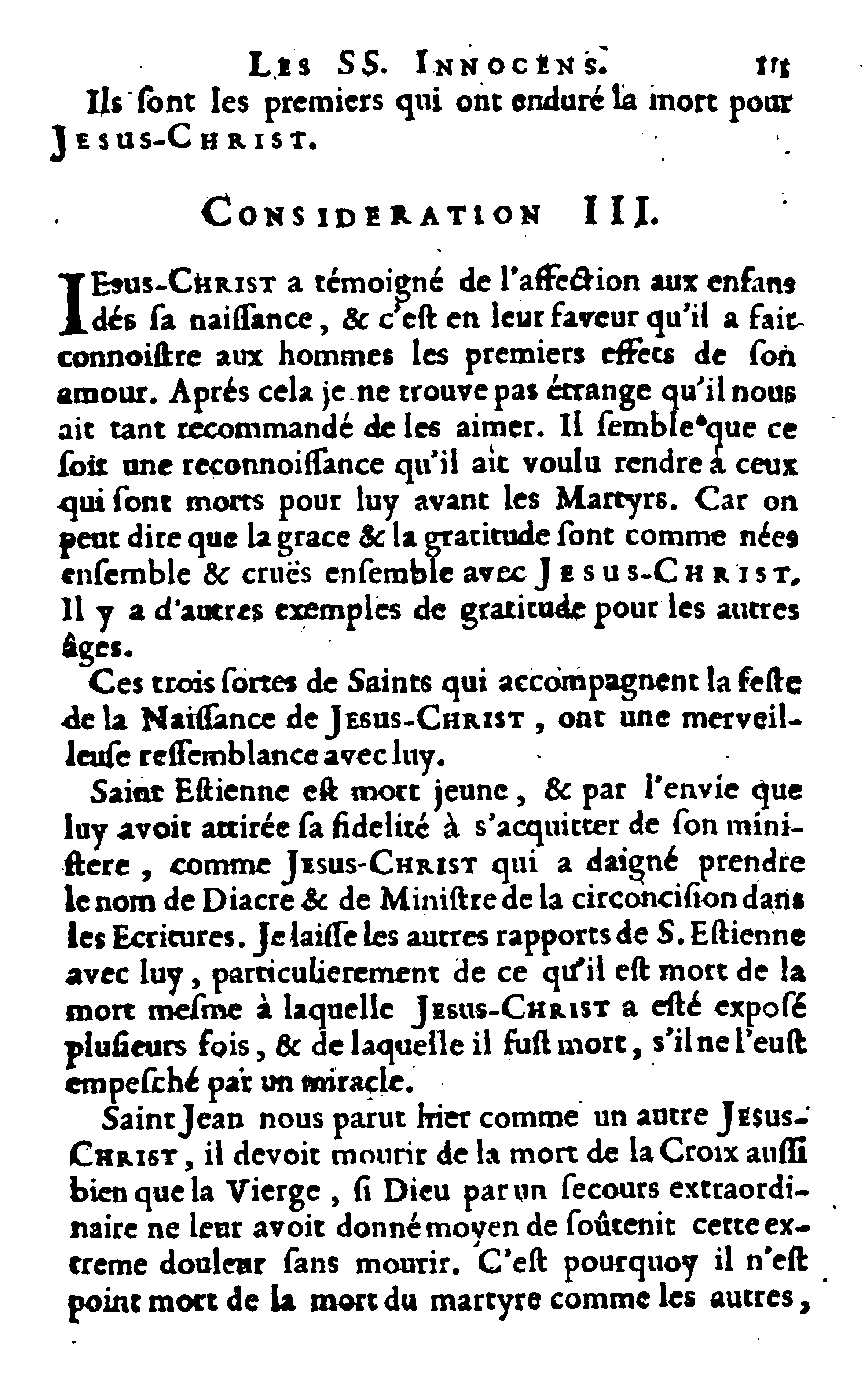 LES SS. INNOCENS. 111
Ils ſont les premiers qui ont enduré la mort pour
JESUS-CHRIST.
CONSIDERATION III.
IESUS-CHRIST a témoigné de l'affection aux enfans
dés ſa naiſſance, & c'eſt en leur faveur qu'il a fait
connoiſtre aux hommes les premiers effets de ſon
amour. Aprés cela je ne trouve pas étrange qu'il nous
ait tant recommandé de les aimer. Il ſemble que ce
ſoit une reconnoiſſance qu'il ait voulu rendre à ceux
qui ſont morts pour luy avant les Martyrs. Car on
peut dire que la grace & la gratitude ſont comme nées
enſemble & cruës enſemble avec JESUS-CHRIST.
Il y a d'autres exemples de gratitude pour les autres
âges.
Ces trois ſortes de Saints qui accompagnent la feſte
de la Naiſſance de JESUS-CHRIST, ont une merveil-
leuſe reſſemblance avec luy.
Saint Eſtienne eſt mort jeune, & par l'envie que
luy avoit attirée ſa fidelité à s'acquitter de ſon mini-
ſtere, comme JESUS-CHRIST qui a daigné prendre
le nom de Diacre & de Miniſtre de la circonciſion dans
les Ecritures. Je laiſſe les autres rapports de S. Eſtienne
avec luy, particulierement de ce qu'il eſt mort de la
mort meſme à laquelle JESUS-CHRIST a eſté expoſé
pluſieurs fois, & de laquelle il fuſt mort, s'il ne l'euſt
empeſché par un miracle.
Saint Jean nous parut hier comme un autre JESUS-
CHRIST, il devoit mourir de la mort de la Croix auſſi
bien que la Vierge, ſi Dieu par un ſecours extraordi-
naire ne leur avoit donné moyen de ſoûtenir cette ex-
treme douleur ſans mourir. C'eſt pourquoy il n'eſt
point mort de la mort du martyre comme les autres,